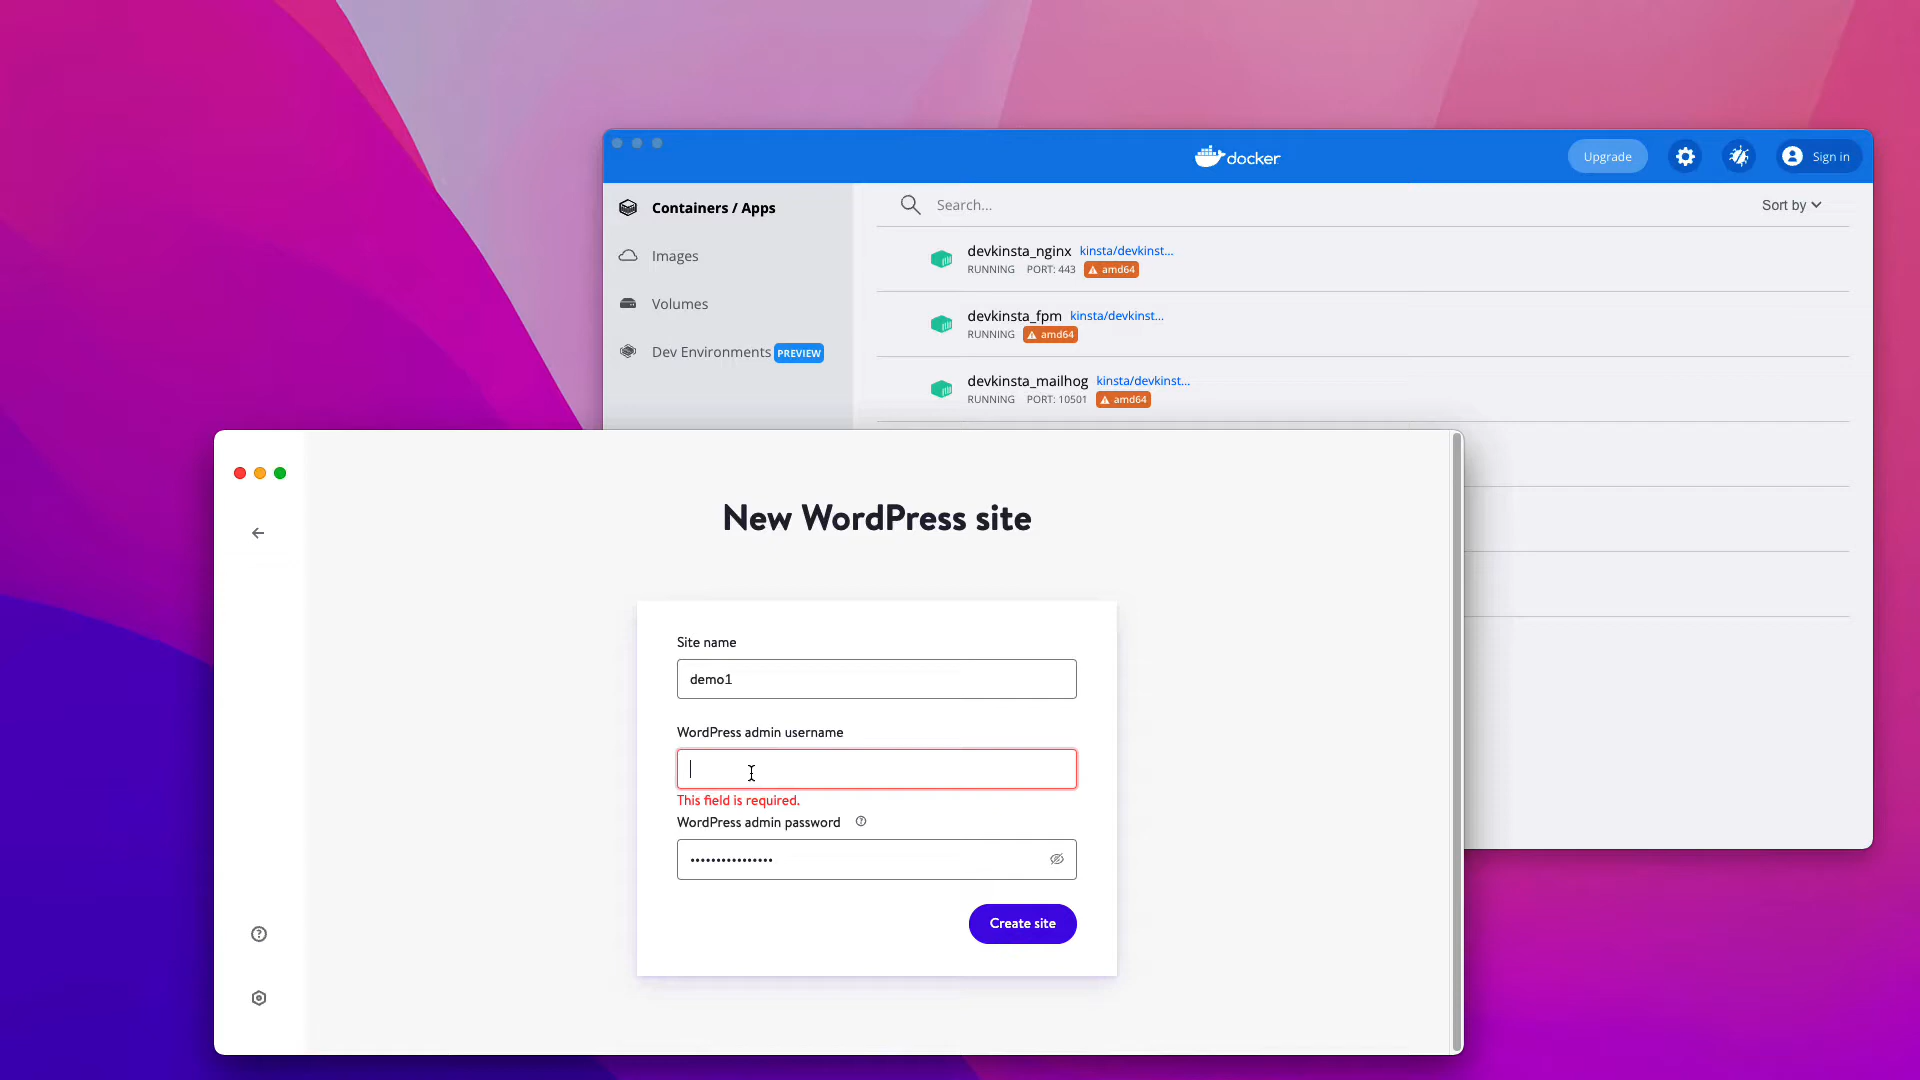 docker
Upgrade
Sign in
Containers / Apps
Images
Volumes
Dev Environments PREVIEW
Search...
Sort by
devkinsta_nginx kinsta/devkinst...
RUNNING PORT: 443 amd64
devkinsta_fpm kinsta/devkinst...
RUNNING amd64
devkinsta_mailhog kinsta/devkinst...
RUNNING PORT: 10501 amd64
New WordPress site
Site name
demo1
WordPress admin username
This field is required.
WordPress admin password
••••••••••••••••
Create site